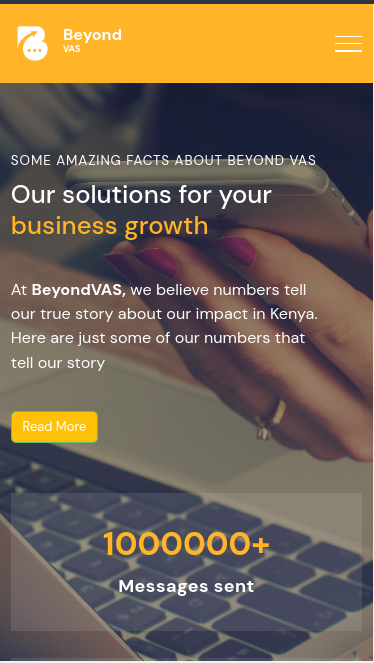 Beyond
VAS
SOME AMAZING FACTS ABOUT BEYOND VAS
Our solutions for your
business growth
At BeyondVAS, we believe numbers tell
our true story about our impact in Kenya.
Here are just some of our numbers that
tell our story
Read More
1000000+
Messages sent